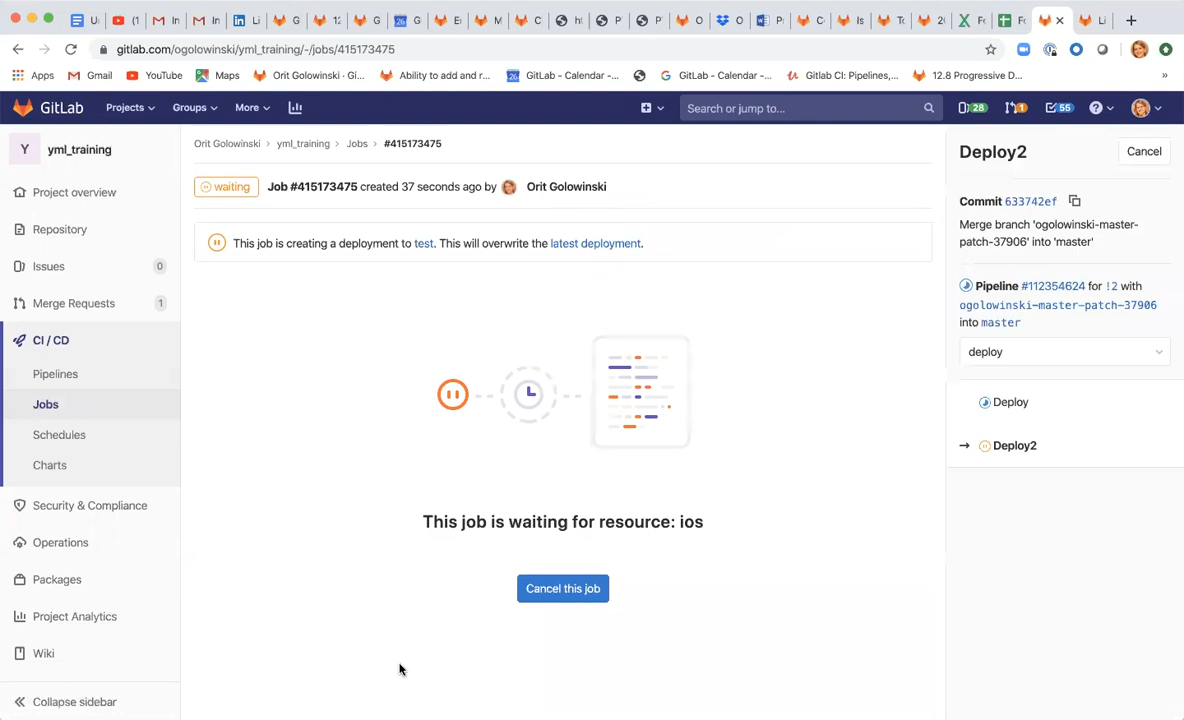 gitlab.com/ogolowinski/yml_training/-/jobs/415173475
Apps Gmail YouTube Maps Orit Golowinski · Gi... Ability to add and r... GitLab - Calendar -... GitLab - Calendar -... Gitlab CI: Pipelines,... 12.8 Progressive D... »
GitLab Projects Groups More Search or jump to... 28 1 55
Y yml_training
Project overview
Repository
Issues 0
Merge Requests 1
CI / CD
Pipelines
Jobs
Schedules
Charts
Security & Compliance
Operations
Packages
Project Analytics
Wiki
Collapse sidebar
Orit Golowinski > yml_training > Jobs > #415173475
waiting Job #415173475 created 37 seconds ago by Orit Golowinski
This job is creating a deployment to test. This will overwrite the latest deployment.
This job is waiting for resource: ios
Cancel this job
Deploy2 Cancel
Commit 633742ef
Merge branch 'ogolowinski-master-
patch-37906' into 'master'
Pipeline #112354624 for !2 with
ogolowinski-master-patch-37906
into master
deploy
Deploy
→ Deploy2